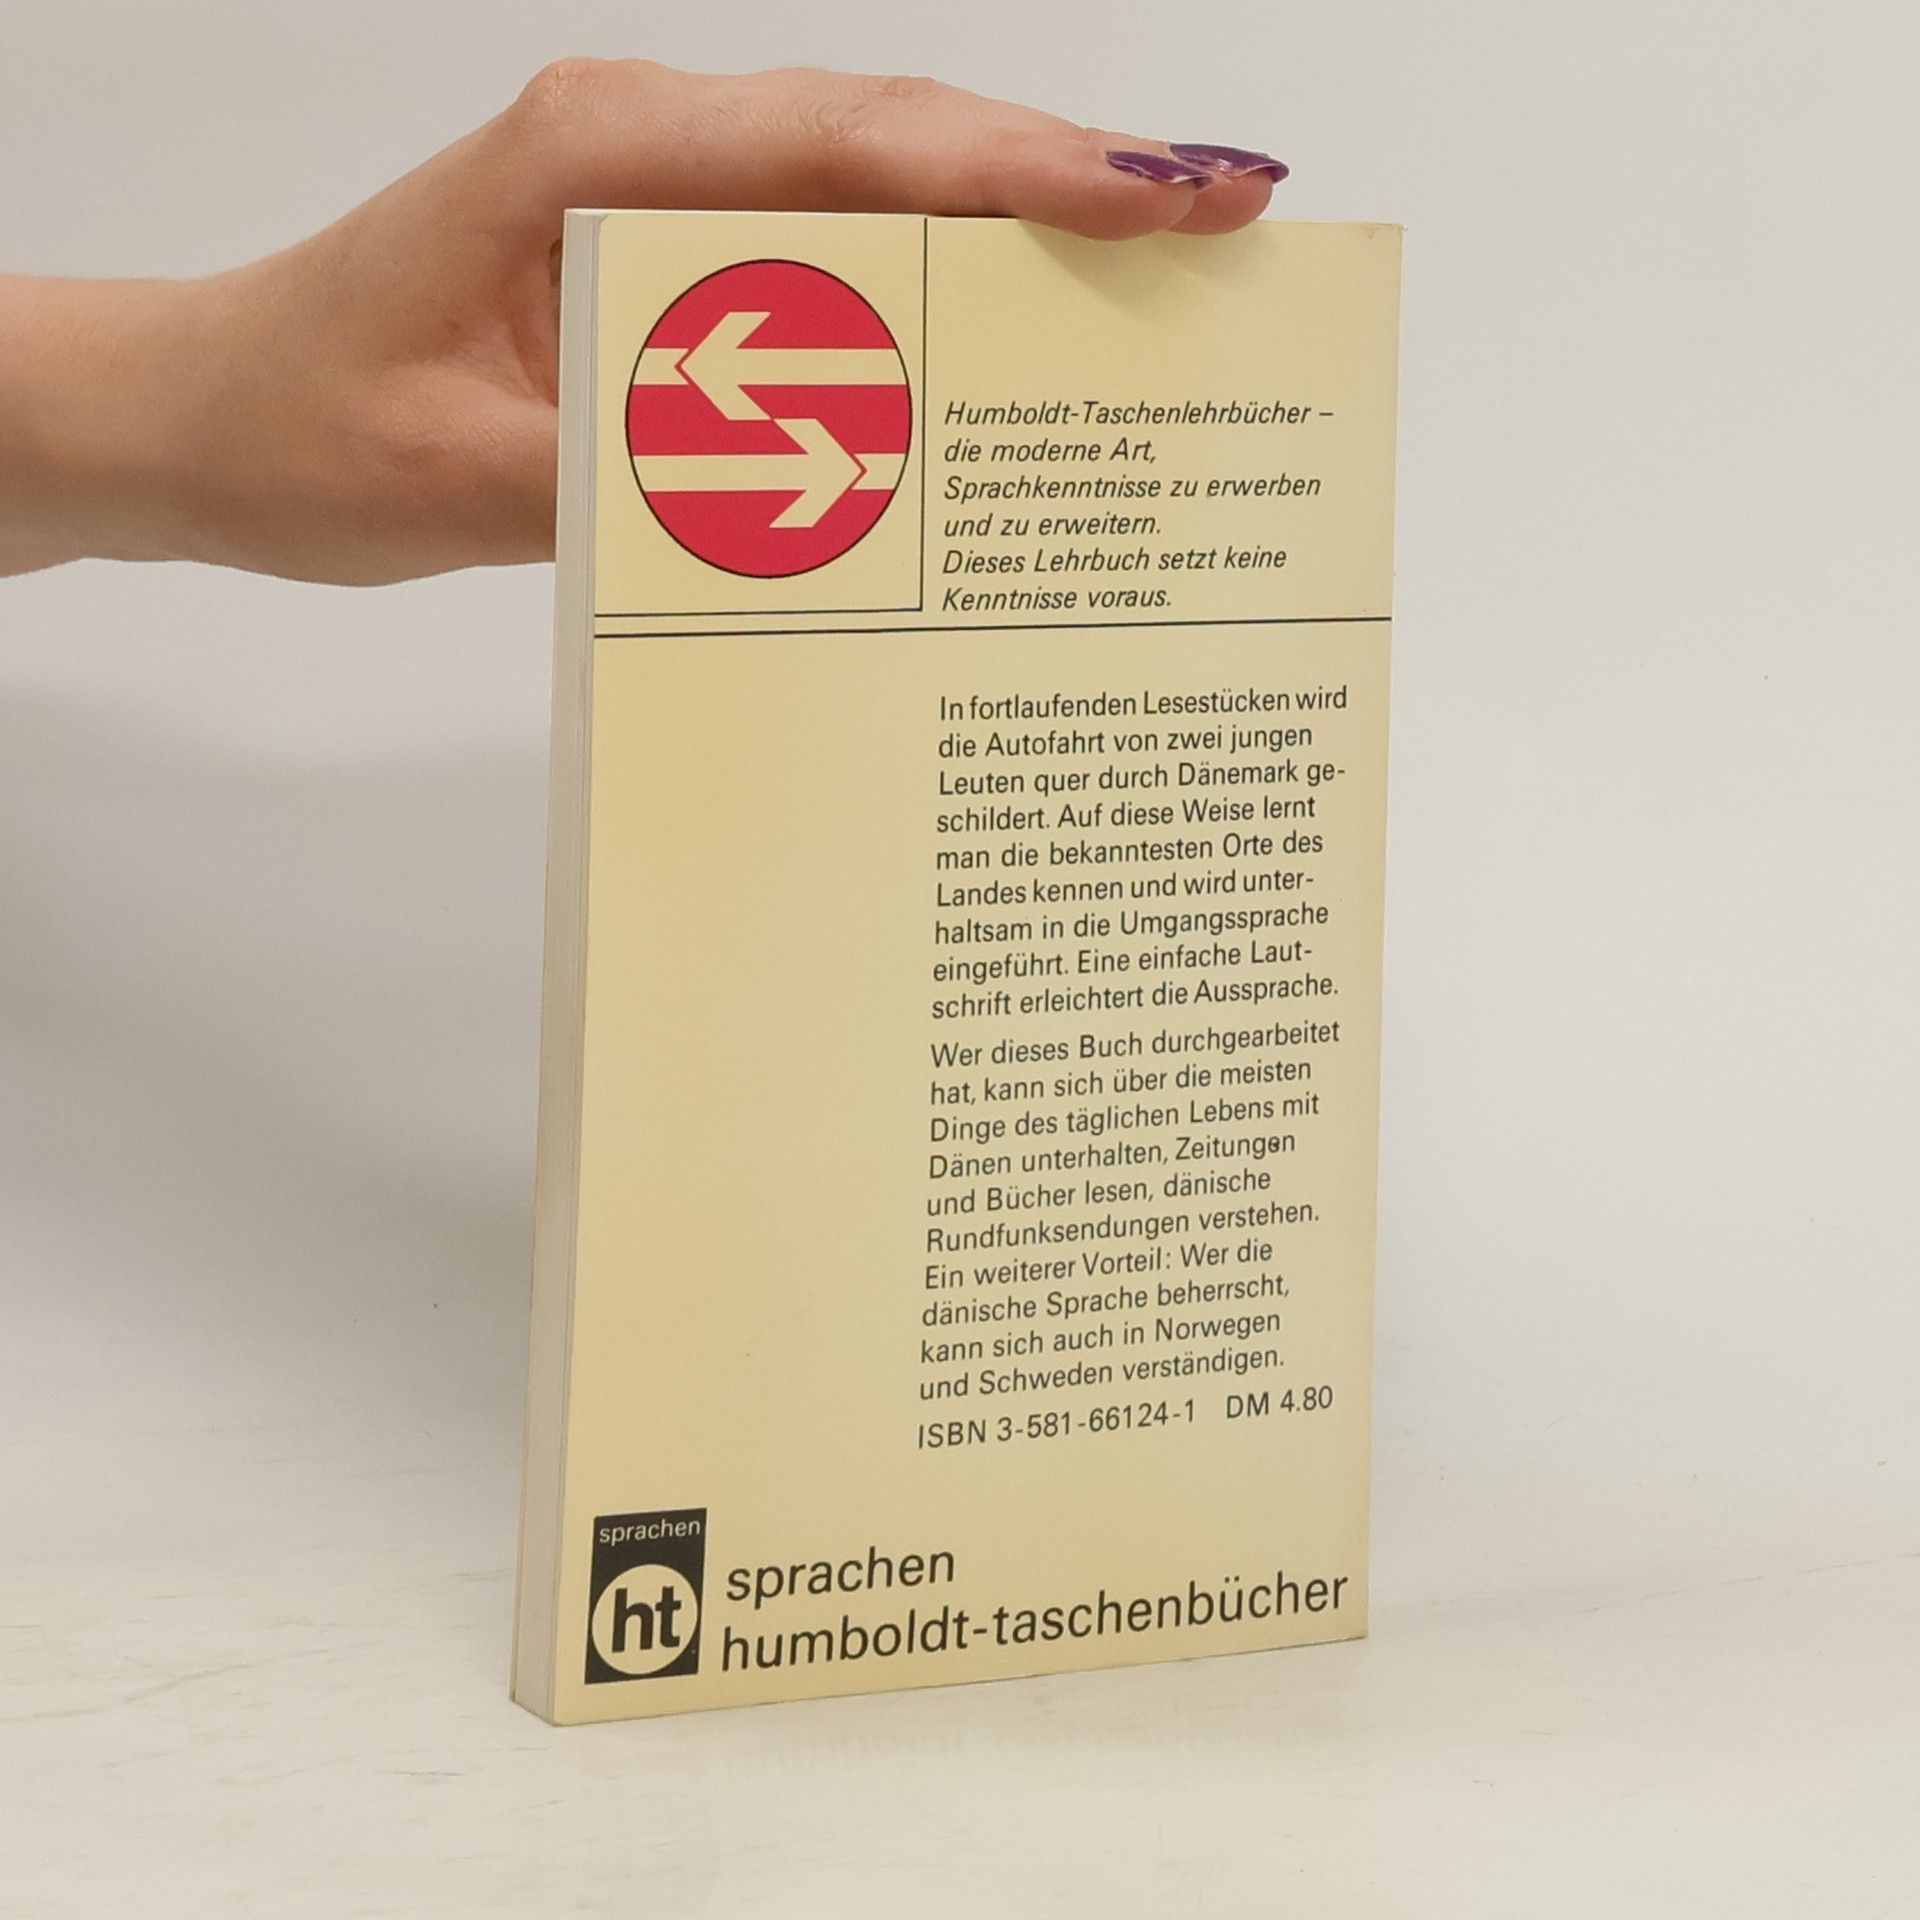 Humboldt-Taschenlehrbücher –
die moderne Art,
Sprachkenntnisse zu erwerben
und zu erweitern.
Dieses Lehrbuch setzt keine
Kenntnisse voraus.
In fortlaufenden Lesestücken wird
die Autofahrt von zwei jungen
Leuten quer durch Dänemark ge-
schildert. Auf diese Weise lernt
man die bekanntesten Orte des
Landes kennen und wird unter-
haltsam in die Umgangssprache
eingeführt. Eine einfache Laut-
schrift erleichtert die Aussprache.
Wer dieses Buch durchgearbeitet
hat, kann sich über die meisten
Dinge des täglichen Lebens mit
Dänen unterhalten, Zeitungen
und Bücher lesen, dänische
Rundfunksendungen verstehen.
Ein weiterer Vorteil: Wer die
dänische Sprache beherrscht,
kann sich auch in Norwegen
und Schweden verständigen.
ISBN 3-581-66124-1 DM 4.80
sprachen
ht
sprachen
humboldt-taschenbücher